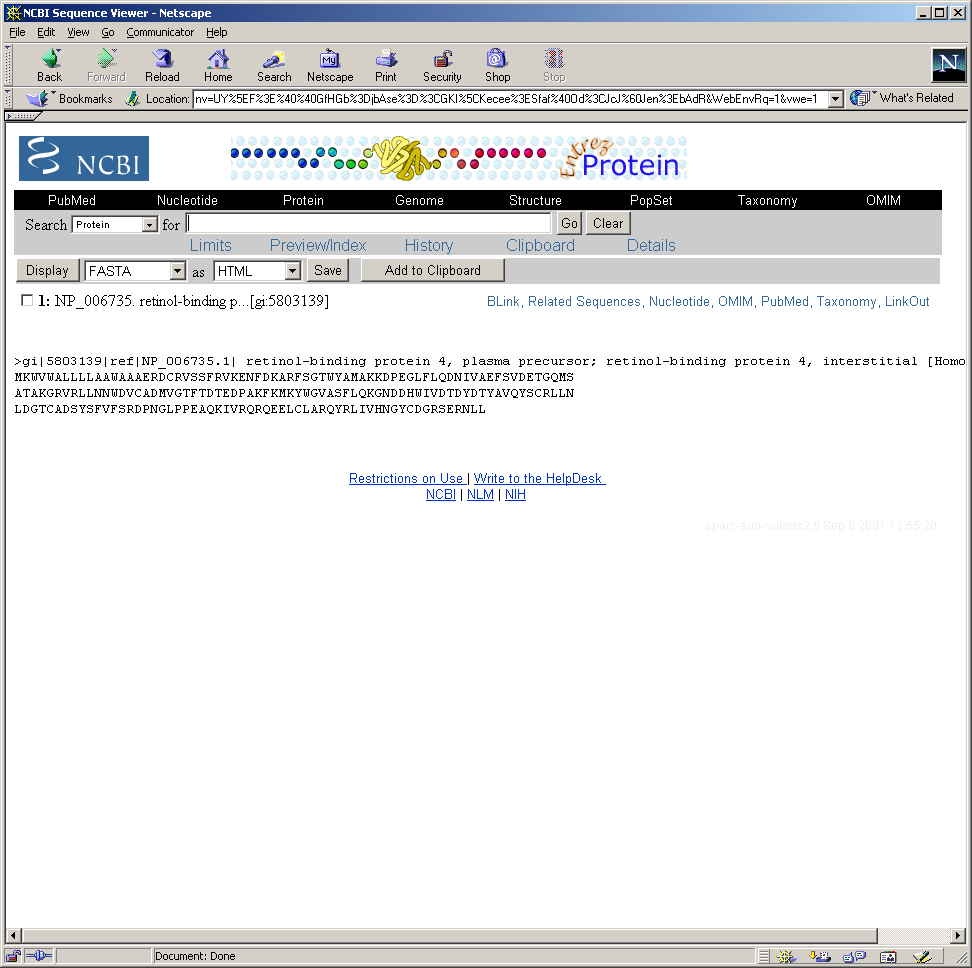 NCBI Sequence Viewer - Netscape
File Edit View Go Communicator Help
Back Forward Reload Home Search Netscape Print Security Shop Stop
My
N
Bookmarks Location: nv=UY%5EF%3E%40%40GfHGb%3DjbAse%3D%3CGKI%5CKecee%3ESfaf%40Od%3CJcJ%60Jen%3EbAdR&WebEnvRq=1&vwe=1 What's Related
NCBI
Entrez Protein
PubMed Nucleotide Protein Genome Structure PopSet Taxonomy OMIM
Search Protein for Go Clear
Limits Preview/Index History Clipboard Details
Display FASTA as HTML Save Add to Clipboard
1: NP_006735. retinol-binding p...[gi:5803139] BLink, Related Sequences, Nucleotide, OMIM, PubMed, Taxonomy, LinkOut
>gi|5803139|ref|NP_006735.1| retinol-binding protein 4, plasma precursor; retinol-binding protein 4, interstitial [Homo
MKWVWALLLLAAWAAAERDCRVSSFRVKENFDKARFSGTWYAMAKKDPEGLFLQDNIVAEFSVDETGQMS
ATAKGRVRLLNNWDVCADMVGTFTDTEDPAKFKMKYWGVASFLQKGNDDHWIVDTDYDTYAVQYSCRLLN
LDGTCADSYSFVFSRDPNGLPPEAQKIVRQRQEELCLARQYRLIVHNGYCDGRSERNLL
Restrictions on Use | Write to the HelpDesk
NCBI | NLM | NIH
sparc-sun-solaris2.8 Sep 6 2001 12:55:20
Document: Done